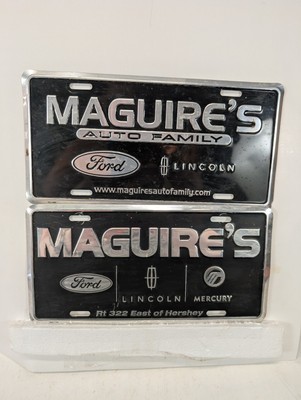 MAGUIRE'S
AUTO FAMILY
Ford LINCOLN
www.maguiresautofamily.com
MAGUIRE'S
Ford LINCOLN MERCURY
Rt 322 East of Hershey